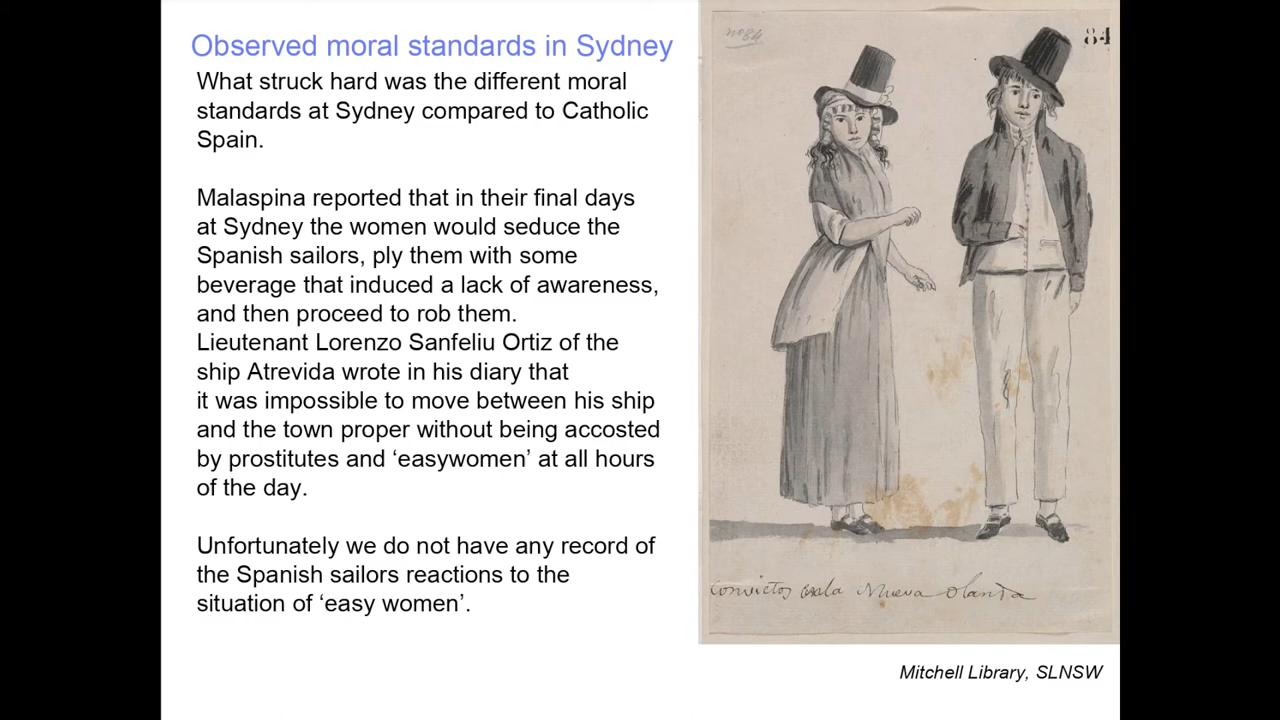 Observed moral standards in Sydney
What struck hard was the different moral
standards at Sydney compared to Catholic
Spain.
Malaspina reported that in their final days
at Sydney the women would seduce the
Spanish sailors, ply them with some
beverage that induced a lack of awareness,
and then proceed to rob them.
Lieutenant Lorenzo Sanfeliu Ortiz of the
ship Atrevida wrote in his diary that
it was impossible to move between his ship
and the town proper without being accosted
by prostitutes and ‘easywomen’ at all hours
of the day.
Unfortunately we do not have any record of
the Spanish sailors reactions to the
situation of ‘easy women’.
nº 84
84
Convictos Nueva Olanda
Mitchell Library, SLNSW